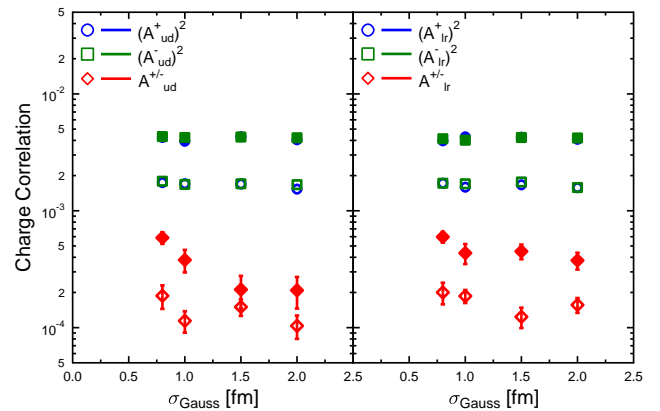 5
2
10^-2
5
2
10^-3
5
2
10^-4
5
Charge Correlation
(A^+_ud)^2
(A^-_ud)^2
A^+/-_ud
(A^+_lr)^2
(A^-_lr)^2
A^+/-_lr
0.0 0.5 1.0 1.5 2.0 2.5 0.5 1.0 1.5 2.0 2.5
σ_Gauss [fm] σ_Gauss [fm]